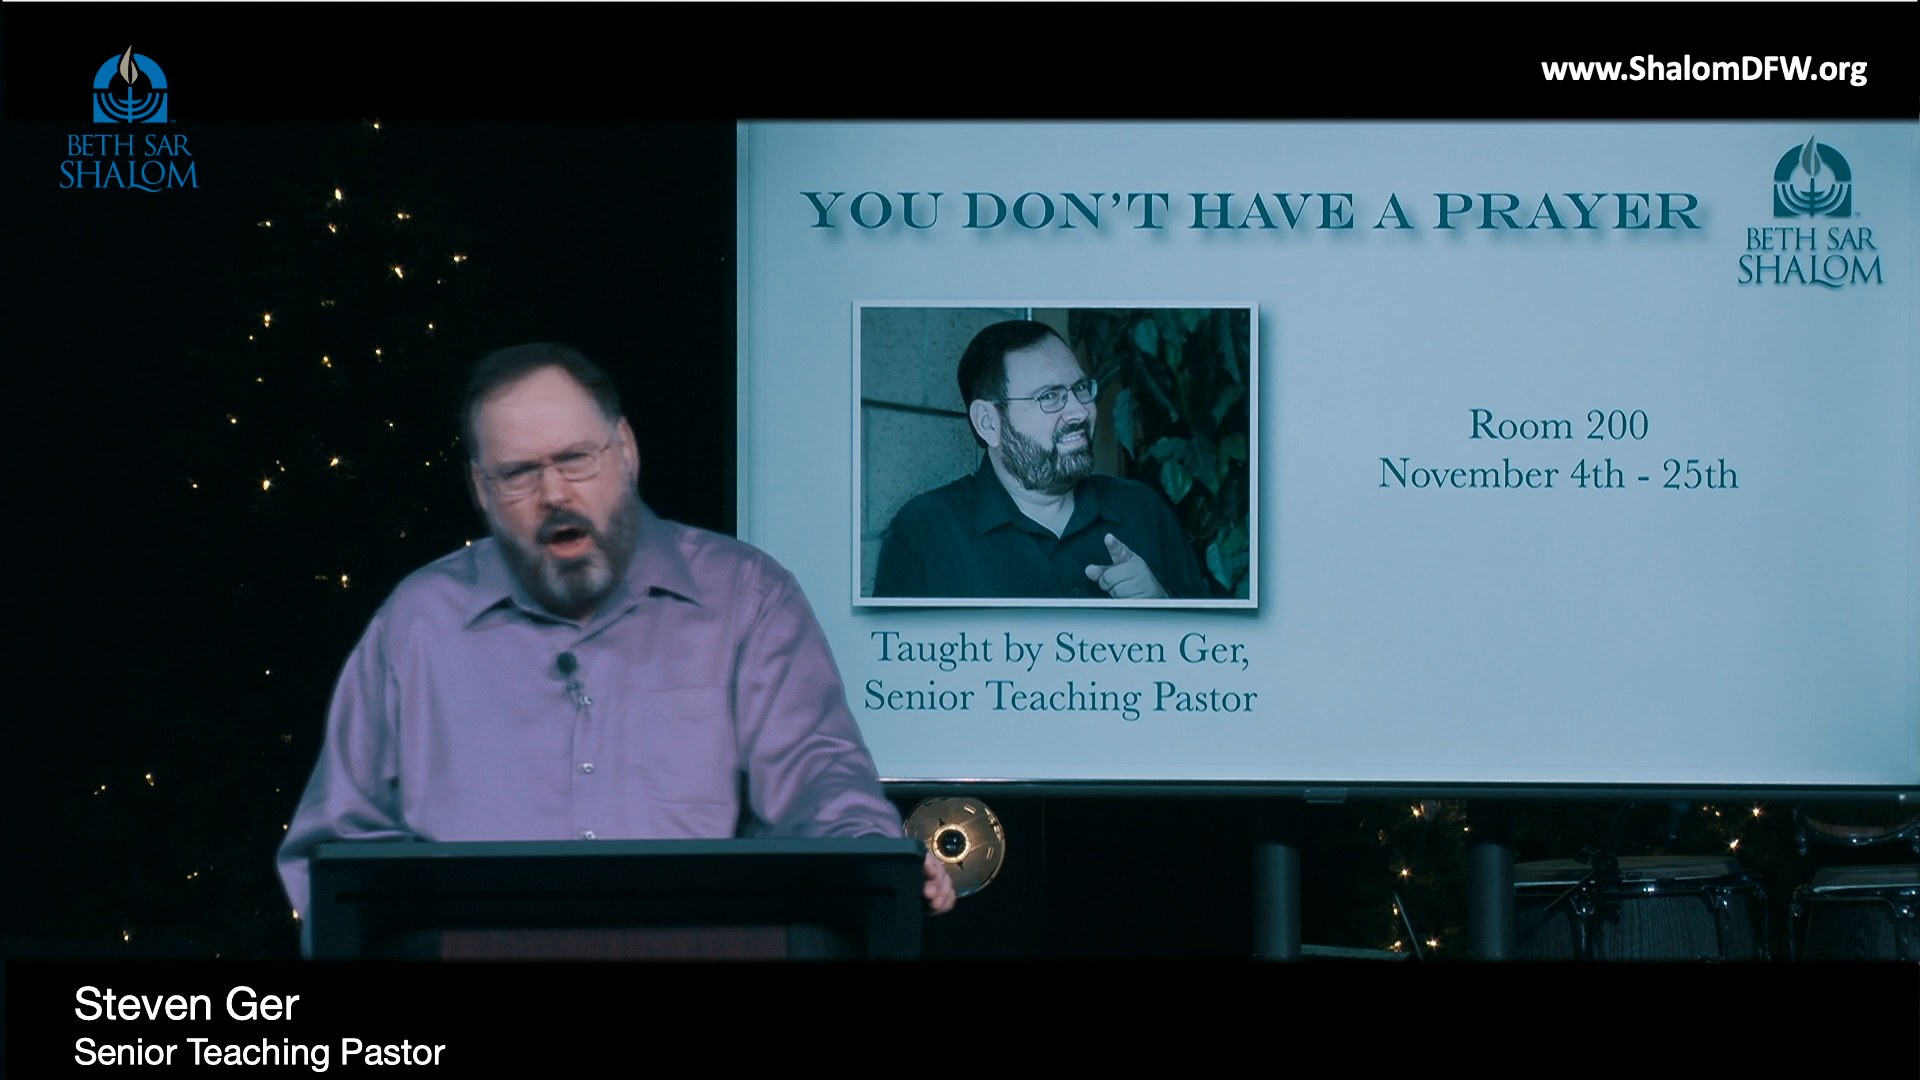 BETH SAR
SHALOM
www.ShalomDFW.org
YOU DON'T HAVE A PRAYER
BETH SAR
SHALOM
Room 200
November 4th - 25th
Taught by Steven Ger,
Senior Teaching Pastor
Steven Ger
Senior Teaching Pastor